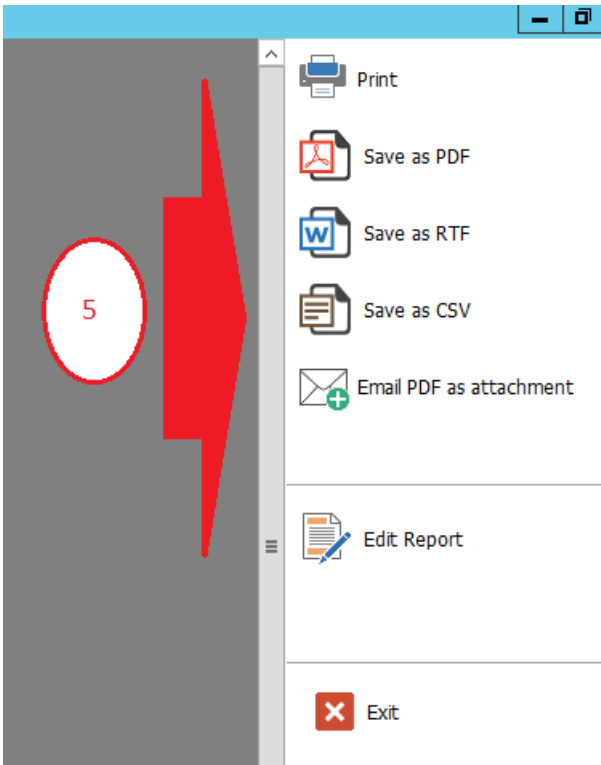 Print
Save as PDF
W
Save as RTF
5
Save as CSV
Email PDF as attachment
Edit Report
Exit